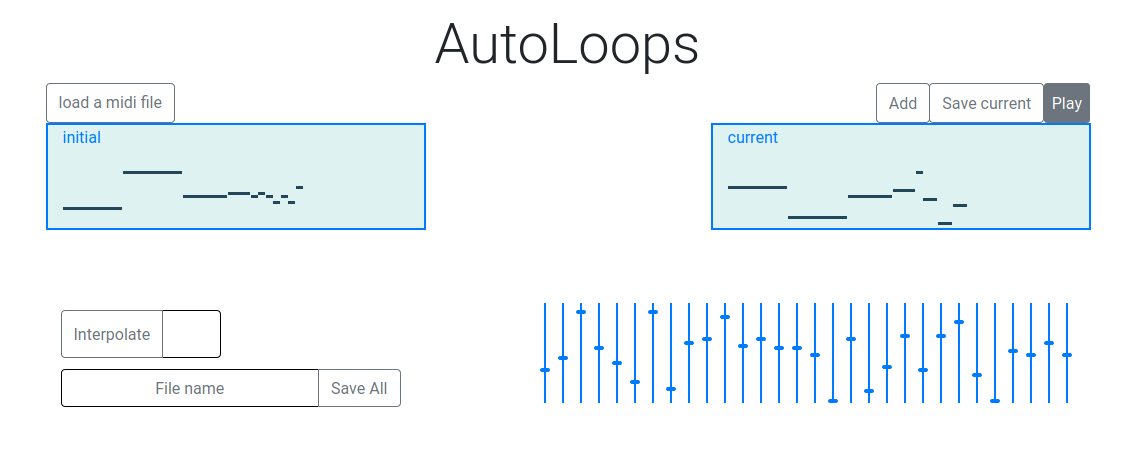 AutoLoops
load a midi file
Add Save current Play
initial
current
Interpolate
File name Save All